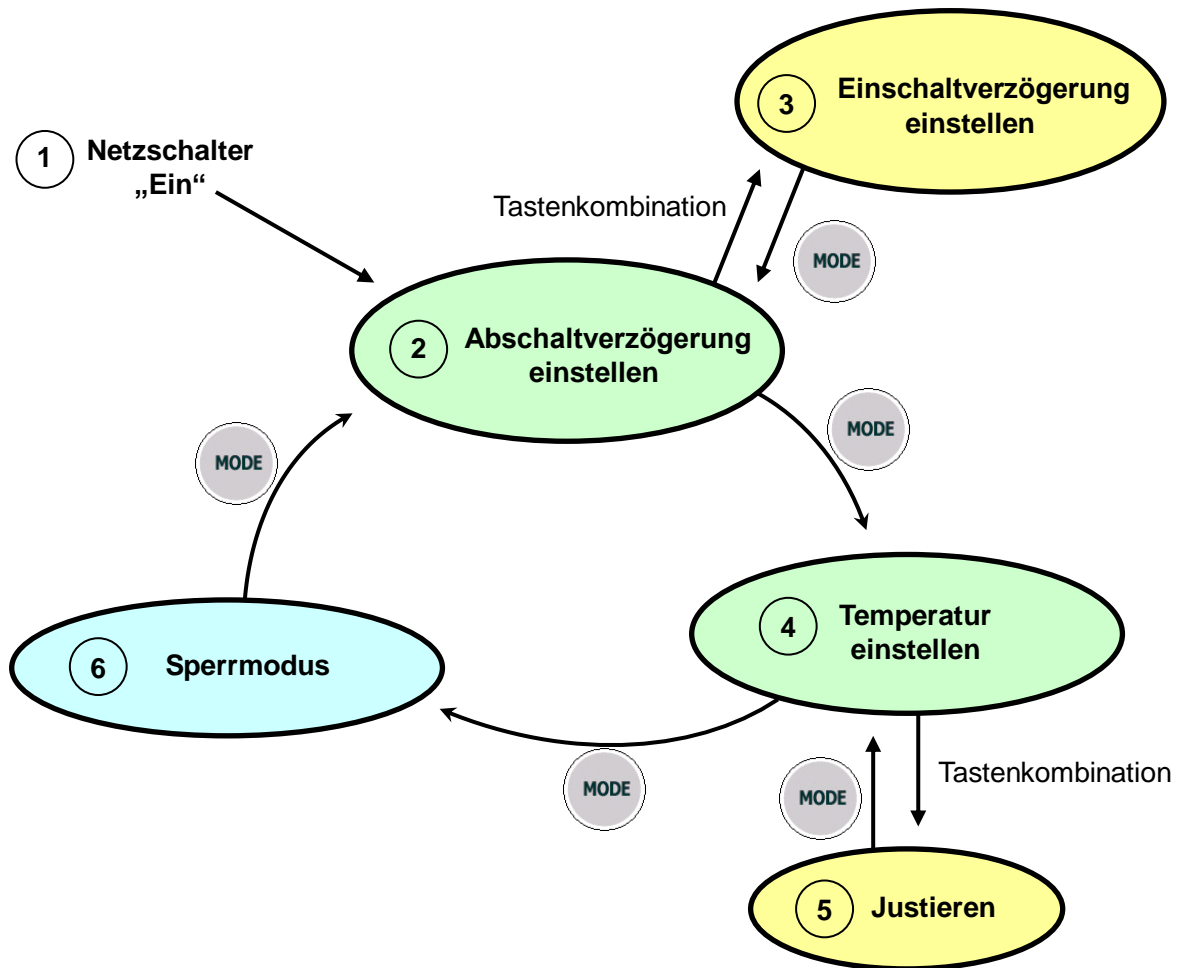 3
Einschaltverzögerung
einstellen
1
Netzschalter
„Ein“
Tastenkombination
MODE
2
Abschaltverzögerung
einstellen
MODE
MODE
4
Temperatur
einstellen
6
Sperrmodus
MODE
MODE
Tastenkombination
5
Justieren